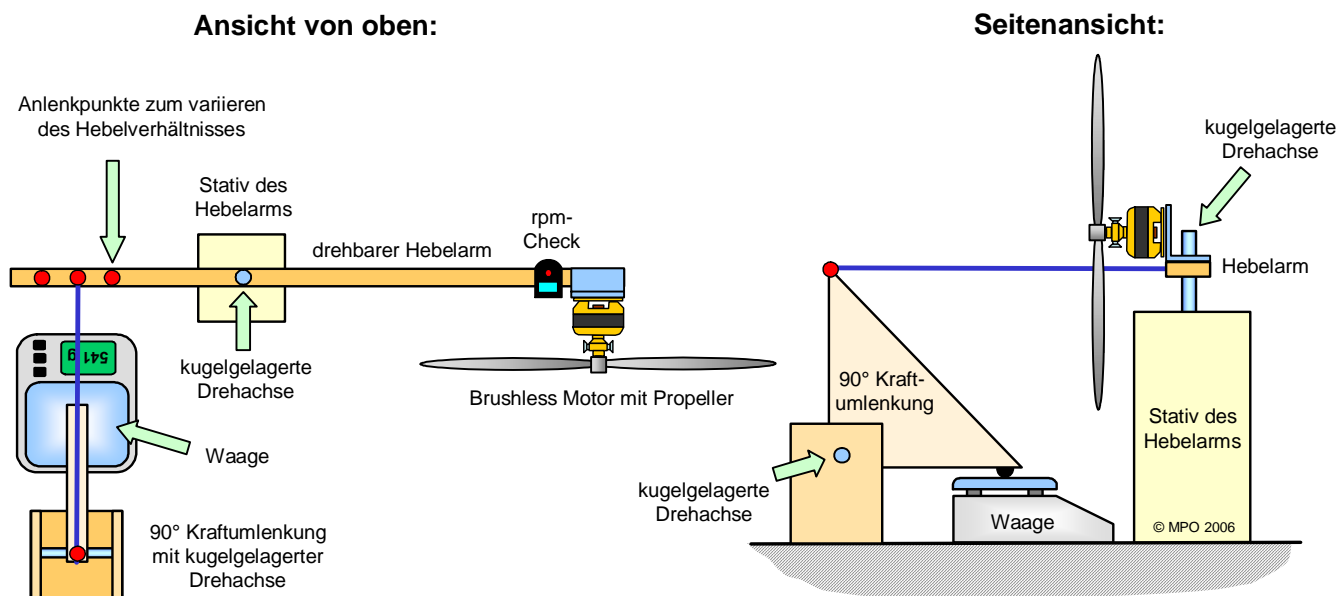 Ansicht von oben:
Seitenansicht:
Anlenkpunkte zum variieren
des Hebelverhältnisses
Stativ des
Hebelarms
drehbarer Hebelarm
rpm-
Check
kugelgelagerte
Drehachse
541 g
Brushless Motor mit Propeller
Waage
90° Kraftumlenkung
mit kugelgelagerter
Drehachse
kugelgelagerte
Drehachse
Hebelarm
90° Kraft-
umlenkung
Stativ des
Hebelarms
kugelgelagerte
Drehachse
Waage
© MPO 2006